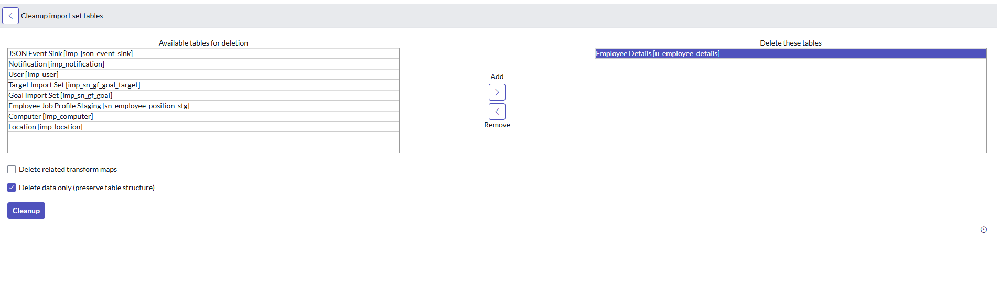 Cleanup import set tables
Available tables for deletion
JSON Event Sink [imp_json_event_sink]
Notification [imp_notification]
User [imp_user]
Target Import Set [imp_sn_gf_goal_target]
Goal Import Set [imp_sn_gf_goal]
Employee Job Profile Staging [sn_employee_position_stg]
Computer [imp_computer]
Location [imp_location]
Add
Remove
Delete these tables
Employee Details [u_employee_details]
Delete related transform maps
Delete data only (preserve table structure)
Cleanup